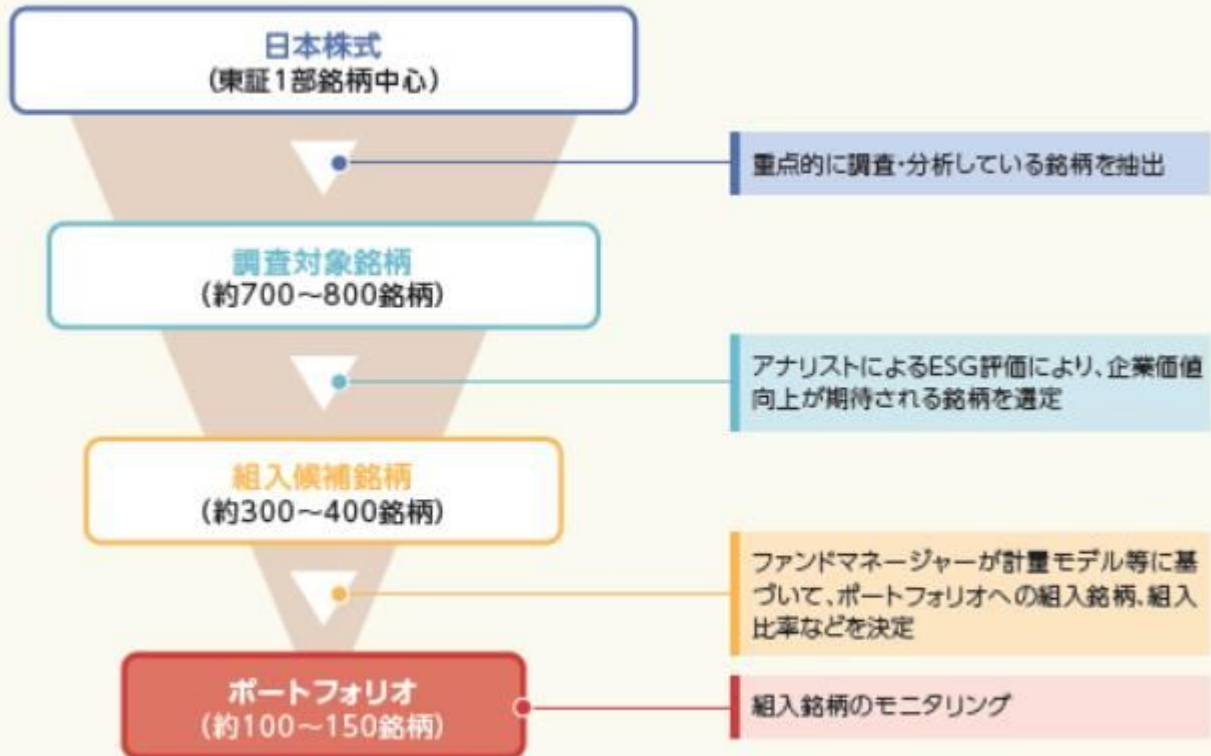 日本株式
(東証1部銘柄中心)
重点的に調査・分析している銘柄を抽出
調査対象銘柄
(約700～800銘柄)
アナリストによるESG評価により、企業価値
向上が期待される銘柄を選定
組入候補銘柄
(約300～400銘柄)
ファンドマネージャーが計量モデル等に基
づいて、ポートフォリオへの組入銘柄、組入
比率などを決定
ポートフォリオ
(約100～150銘柄)
組入銘柄のモニタリング